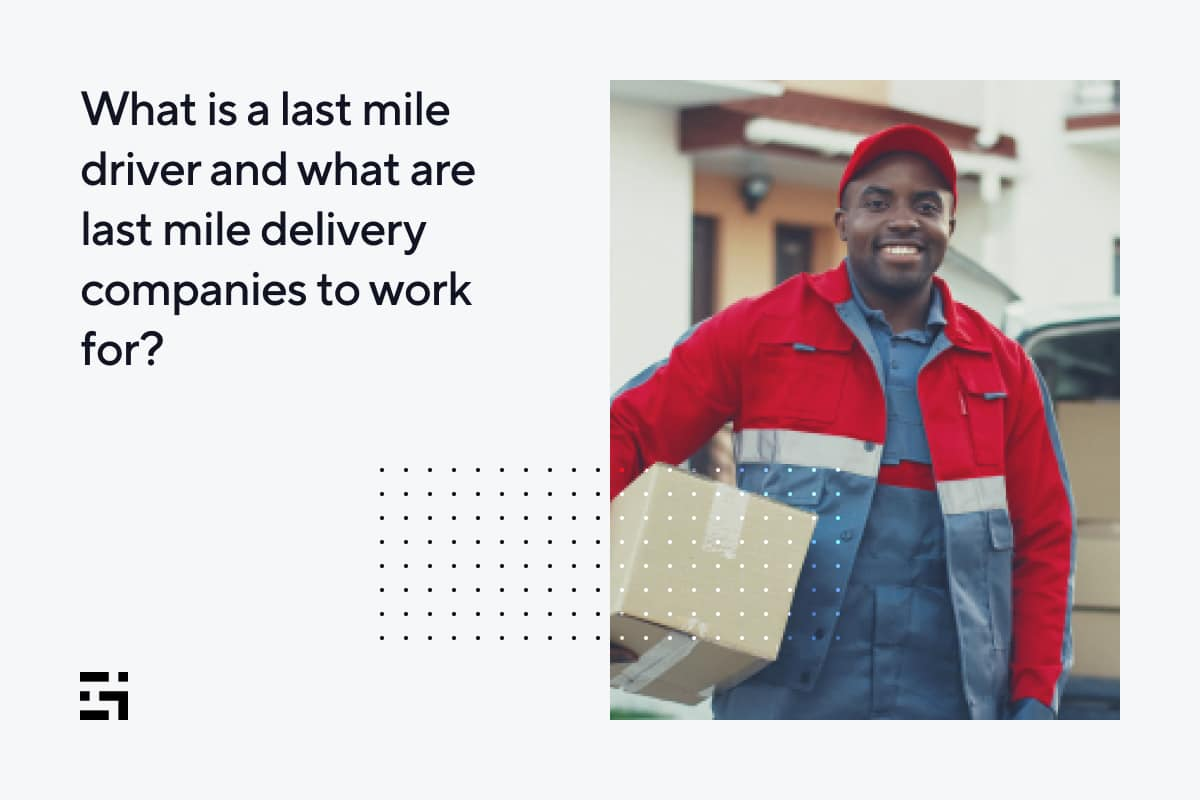 What is a last mile
driver and what are
last mile delivery
companies to work
for?